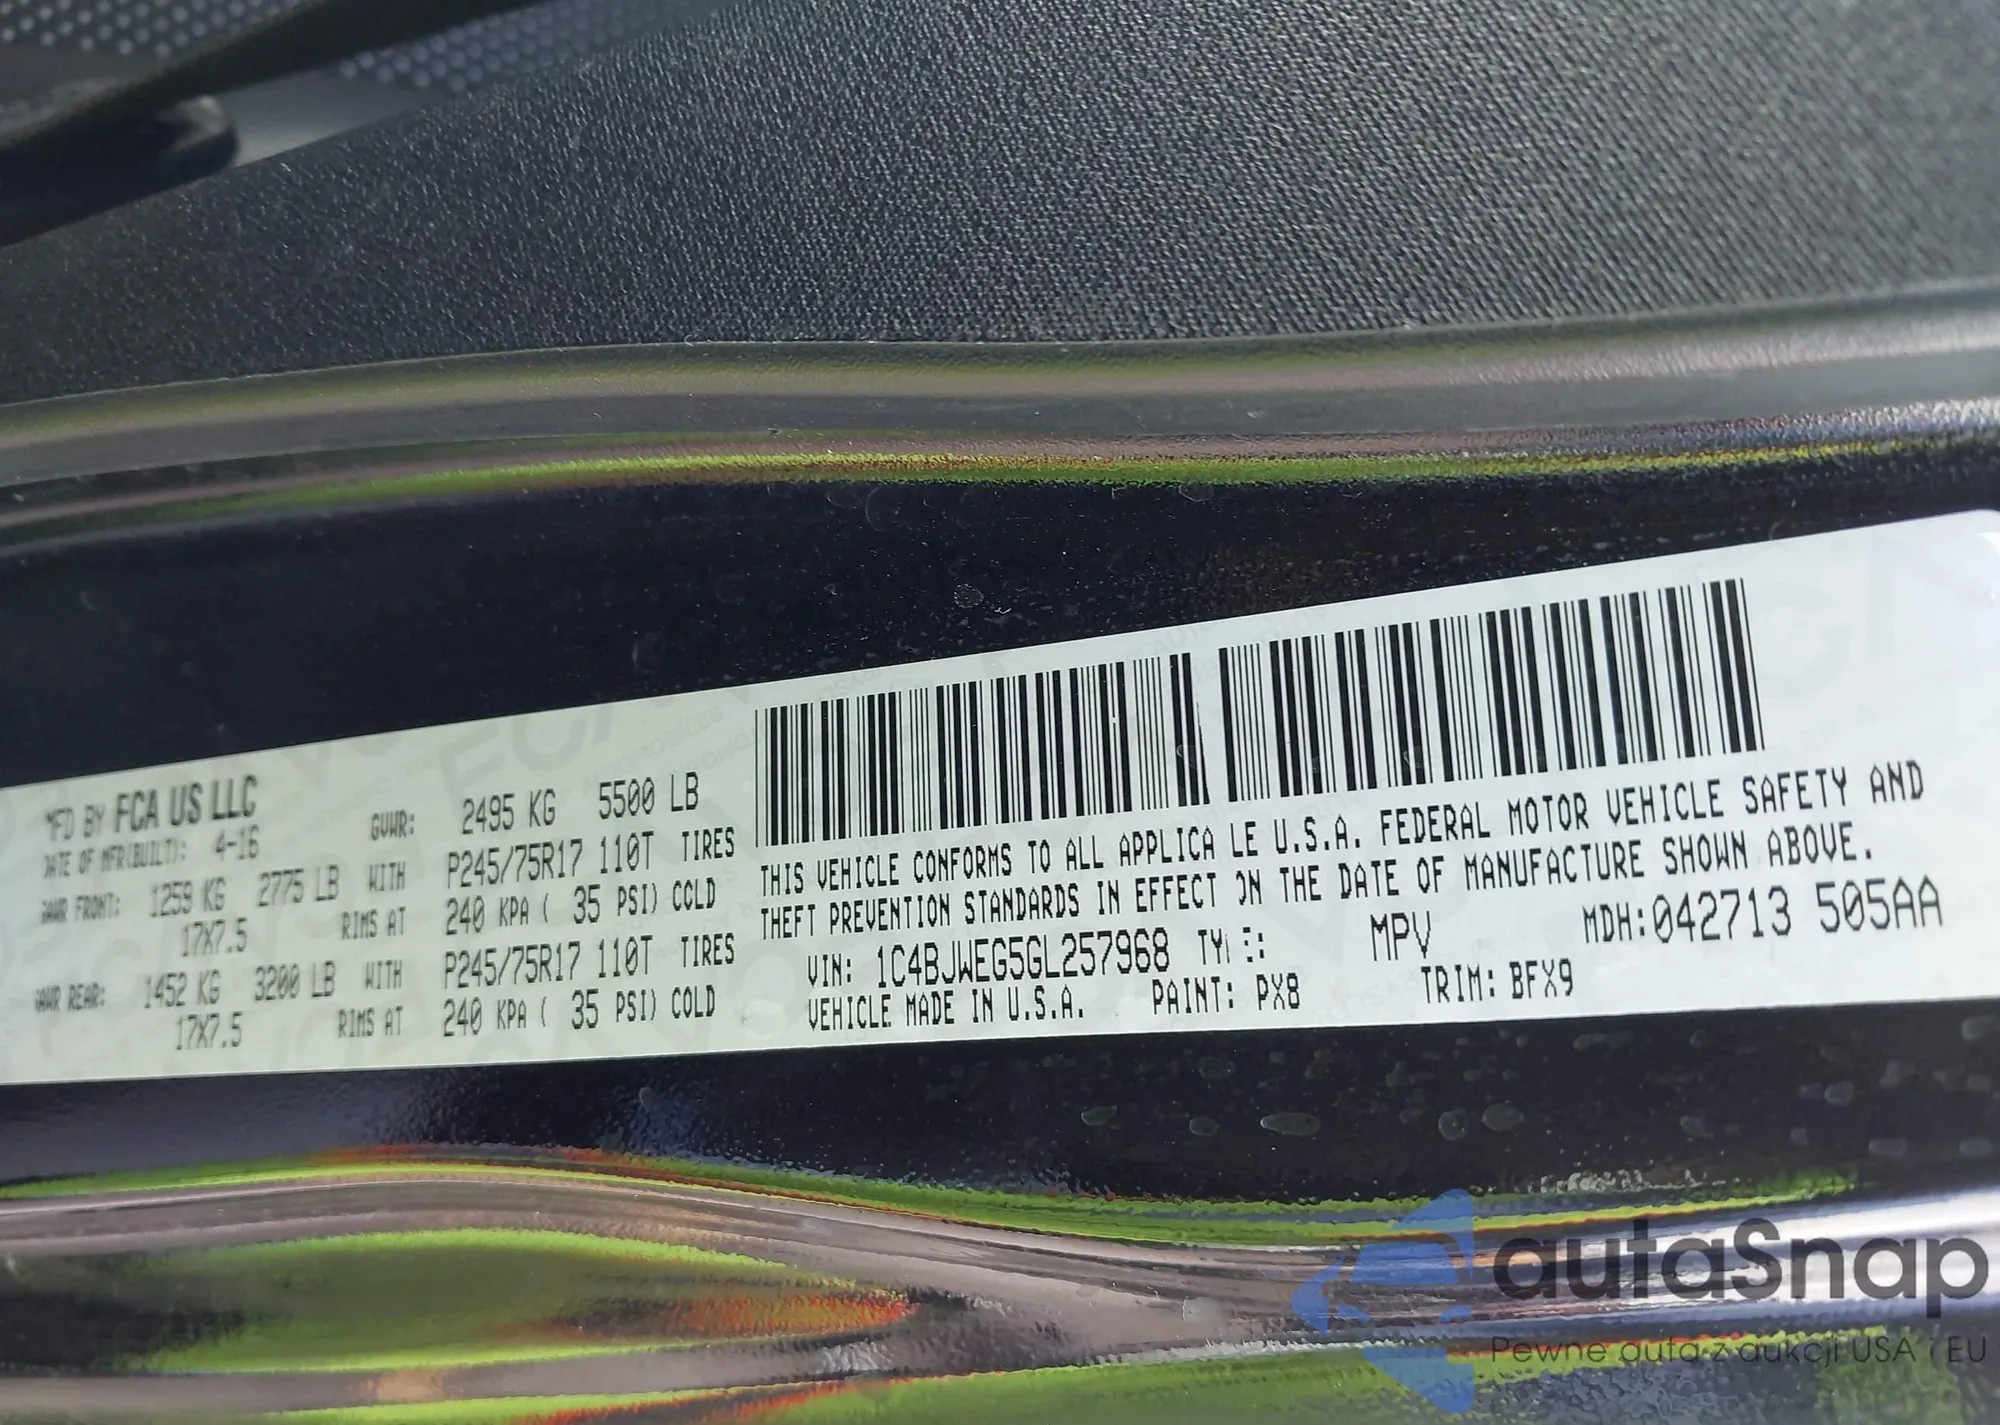 MFD BY FCA US LLC
DATE OF MFR(BUILT): 4-16
GVWR: 2495 KG 5500 LB
GAWR FRONT: 1259 KG 2775 LB WITH P245/75R17 110T TIRES
17X7.5 RIMS AT 240 KPA ( 35 PSI) COLD
GAWR REAR: 1452 KG 3200 LB WITH P245/75R17 110T TIRES
17X7.5 RIMS AT 240 KPA ( 35 PSI) COLD
THIS VEHICLE CONFORMS TO ALL APPLICA LE U.S.A. FEDERAL MOTOR VEHICLE SAFETY AND
THEFT PREVENTION STANDARDS IN EFFECT ON THE DATE OF MANUFACTURE SHOWN ABOVE.
VIN: 1C4BJWEG5GL257968 TYPE: MPV MDH:042713 505AA
VEHICLE MADE IN U.S.A. PAINT: PX8 TRIM: BFX9
autaSnap
Pewne auta z aukcji USA / EU